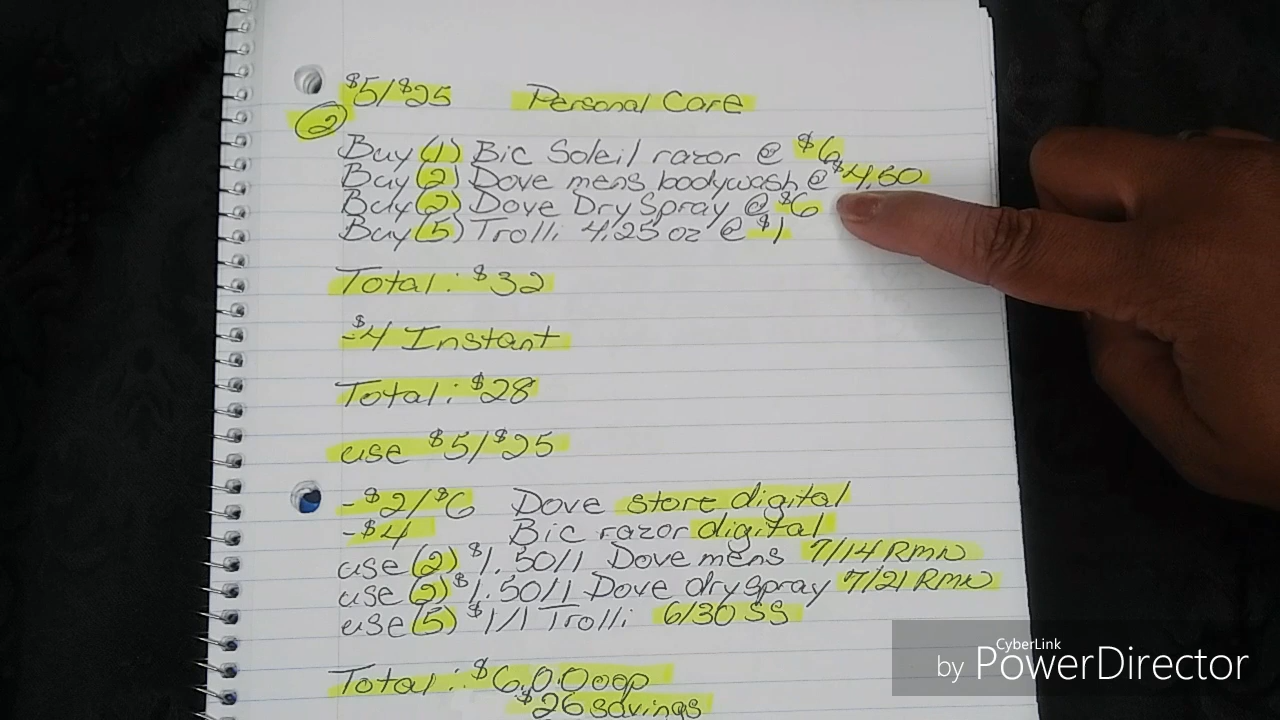 $5/$25 Personal Care
2
Buy (1) Bic Soleil razor @ $6
Buy (2) Dove mens bodywash @ $4.50
Buy (2) Dove Dry Spray @ $6
Buy (5) Trolli 4.25 oz @ $1
Total: $32
-$4 Instant
Total: $28
use $5/$25
-$2/$6 Dove store digital
-$4 Bic razor digital
use (2) $1.50/1 Dove mens 7/14 RMN
use (2) $1.50/1 Dove dry spray 7/21 RMN
use (5) $1/1 Trolli 6/30 SS
Total: $6.00 oop
$26 savings
CyberLink
by PowerDirector